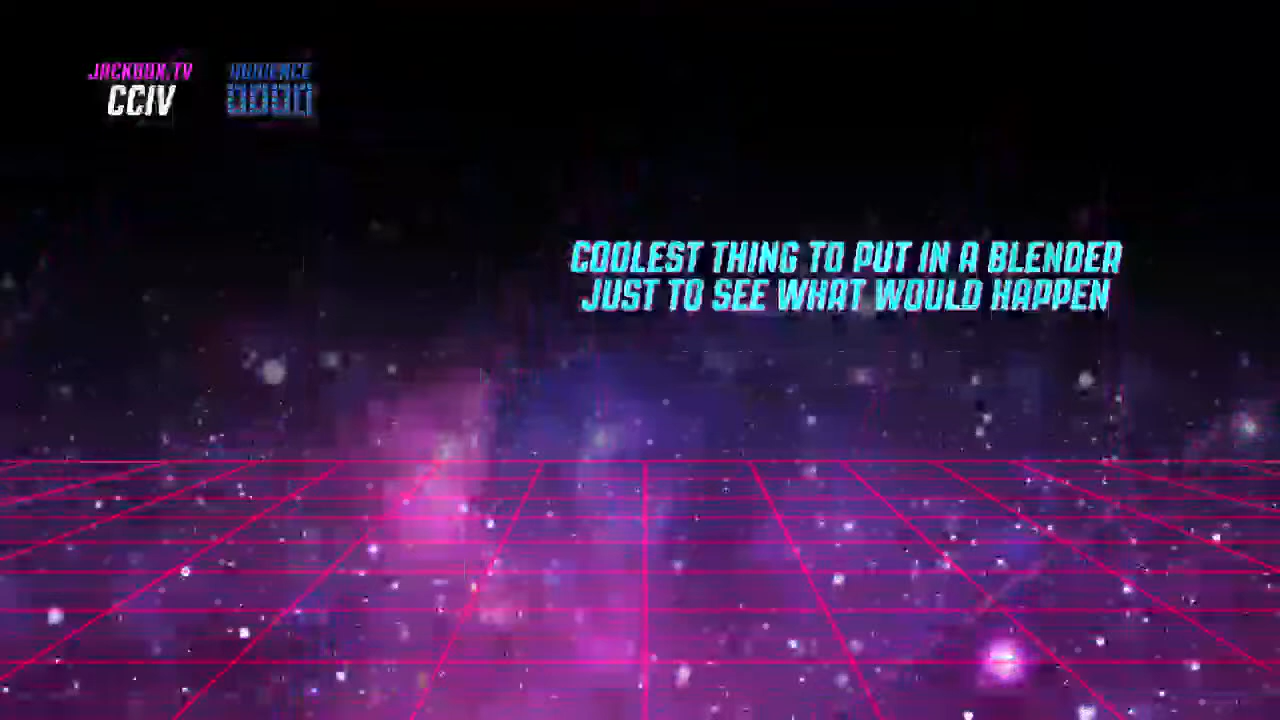 JACKBOX.TV
CCIV
AUDIENCE
COOLEST THING TO PUT IN A BLENDER
JUST TO SEE WHAT WOULD HAPPEN